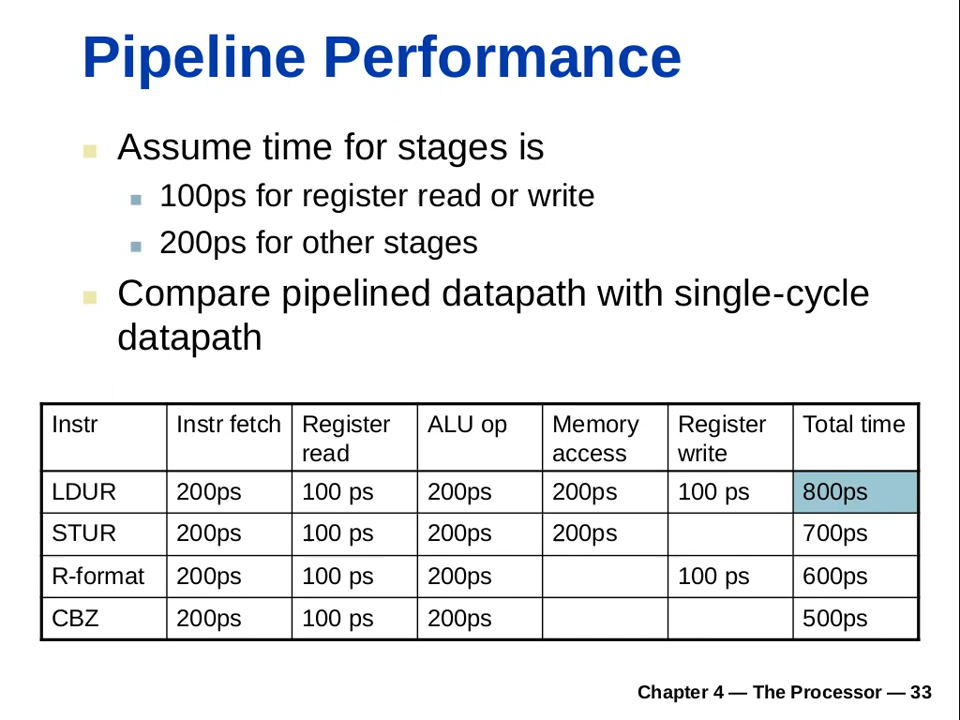 Pipeline Performance
Assume time for stages is
100ps for register read or write
200ps for other stages
Compare pipelined datapath with single-cycle
datapath
Instr Instr fetch Register read ALU op Memory access Register write Total time
LDUR 200ps 100 ps 200ps 200ps 100 ps 800ps
STUR 200ps 100 ps 200ps 200ps 700ps
R-format 200ps 100 ps 200ps 100 ps 600ps
CBZ 200ps 100 ps 200ps 500ps
Chapter 4 — The Processor — 33